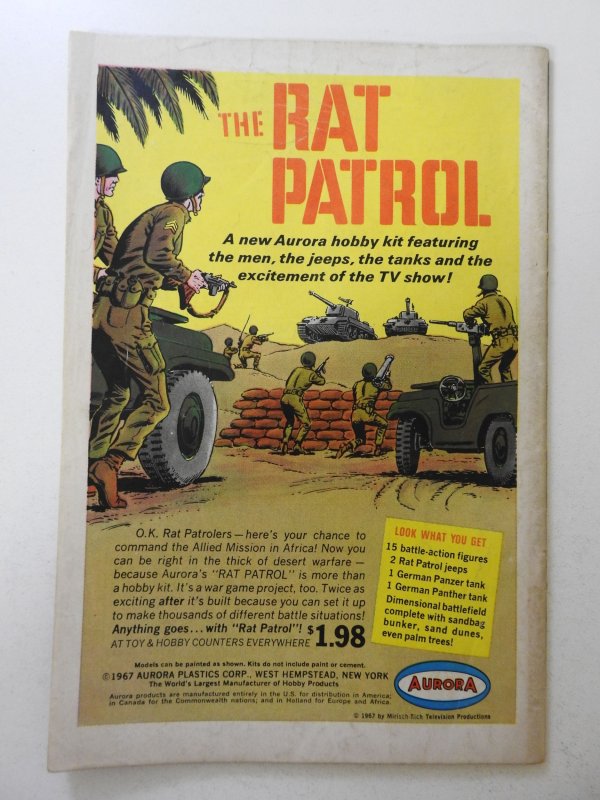 THE RAT
PATROL
A new Aurora hobby kit featuring
the men, the jeeps, the tanks and the
excitement of the TV show!
O.K. Rat Patrolers — here's your chance to
command the Allied Mission in Africa! Now you
can be right in the thick of desert warfare —
because Aurora's "RAT PATROL" is more than
a hobby kit. It's a war game project, too. Twice as
exciting after it's built because you can set it up
to make thousands of different battle situations!
Anything goes... with "Rat Patrol"! $1.98
AT TOY & HOBBY COUNTERS EVERYWHERE
LOOK WHAT YOU GET
15 battle-action figures
2 Rat Patrol jeeps
1 German Panzer tank
1 German Panther tank
Dimensional battlefield
complete with sandbag
bunker, sand dunes,
even palm trees!
Models can be painted as shown. Kits do not include paint or cement.
©1967 AURORA PLASTICS CORP., WEST HEMPSTEAD, NEW YORK
The World's Largest Manufacturer of Hobby Products
Aurora products are manufactured entirely in the U.S. for distribution in America;
in Canada for the Commonwealth nations; and in Holland for Europe and Africa.
AURORA
© 1967 by Mirisch-Rich Television Productions